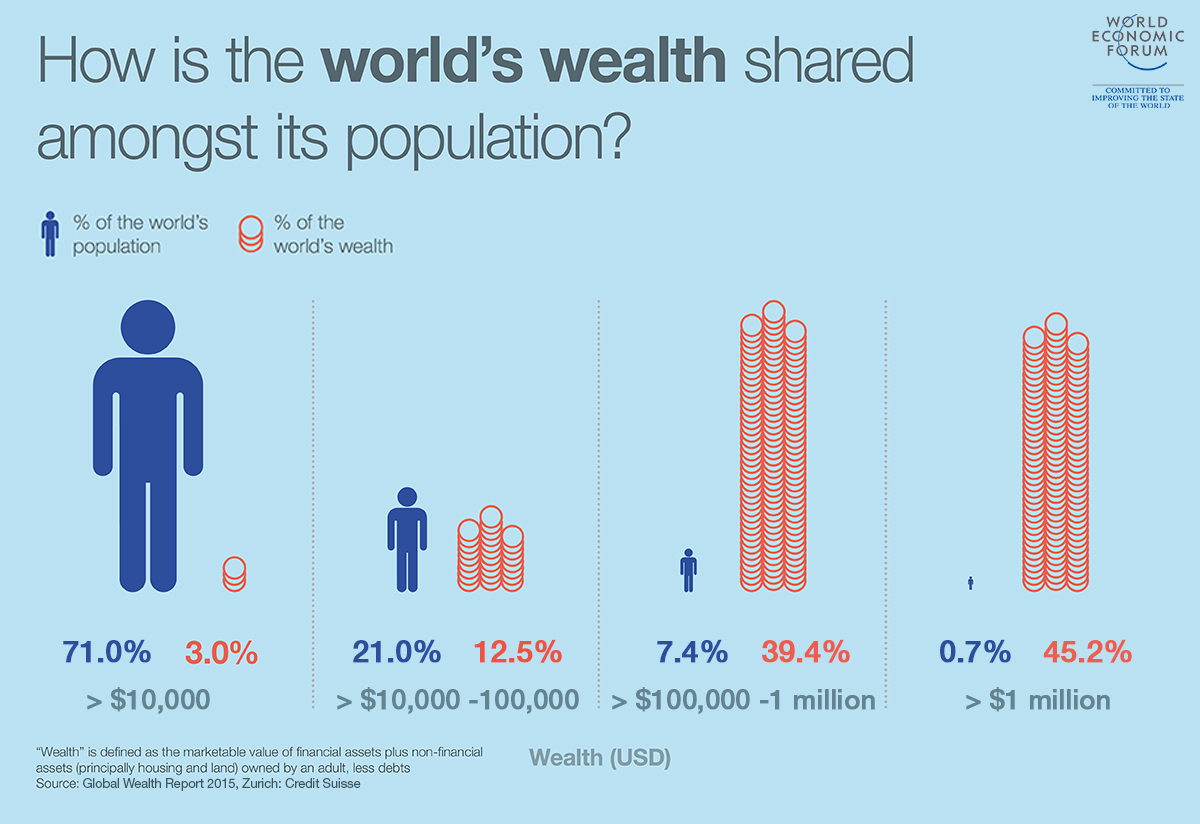 How is the world's wealth shared
amongst its population?
WORLD
ECONOMIC
FORUM
COMMITTED TO
IMPROVING THE STATE
OF THE WORLD
% of the world's
population
% of the
world's wealth
71.0% 3.0%
> $10,000
21.0% 12.5%
> $10,000 -100,000
7.4% 39.4%
> $100,000 -1 million
0.7% 45.2%
> $1 million
Wealth (USD)
“Wealth” is defined as the marketable value of financial assets plus non-financial
assets (principally housing and land) owned by an adult, less debts
Source: Global Wealth Report 2015, Zurich: Credit Suisse